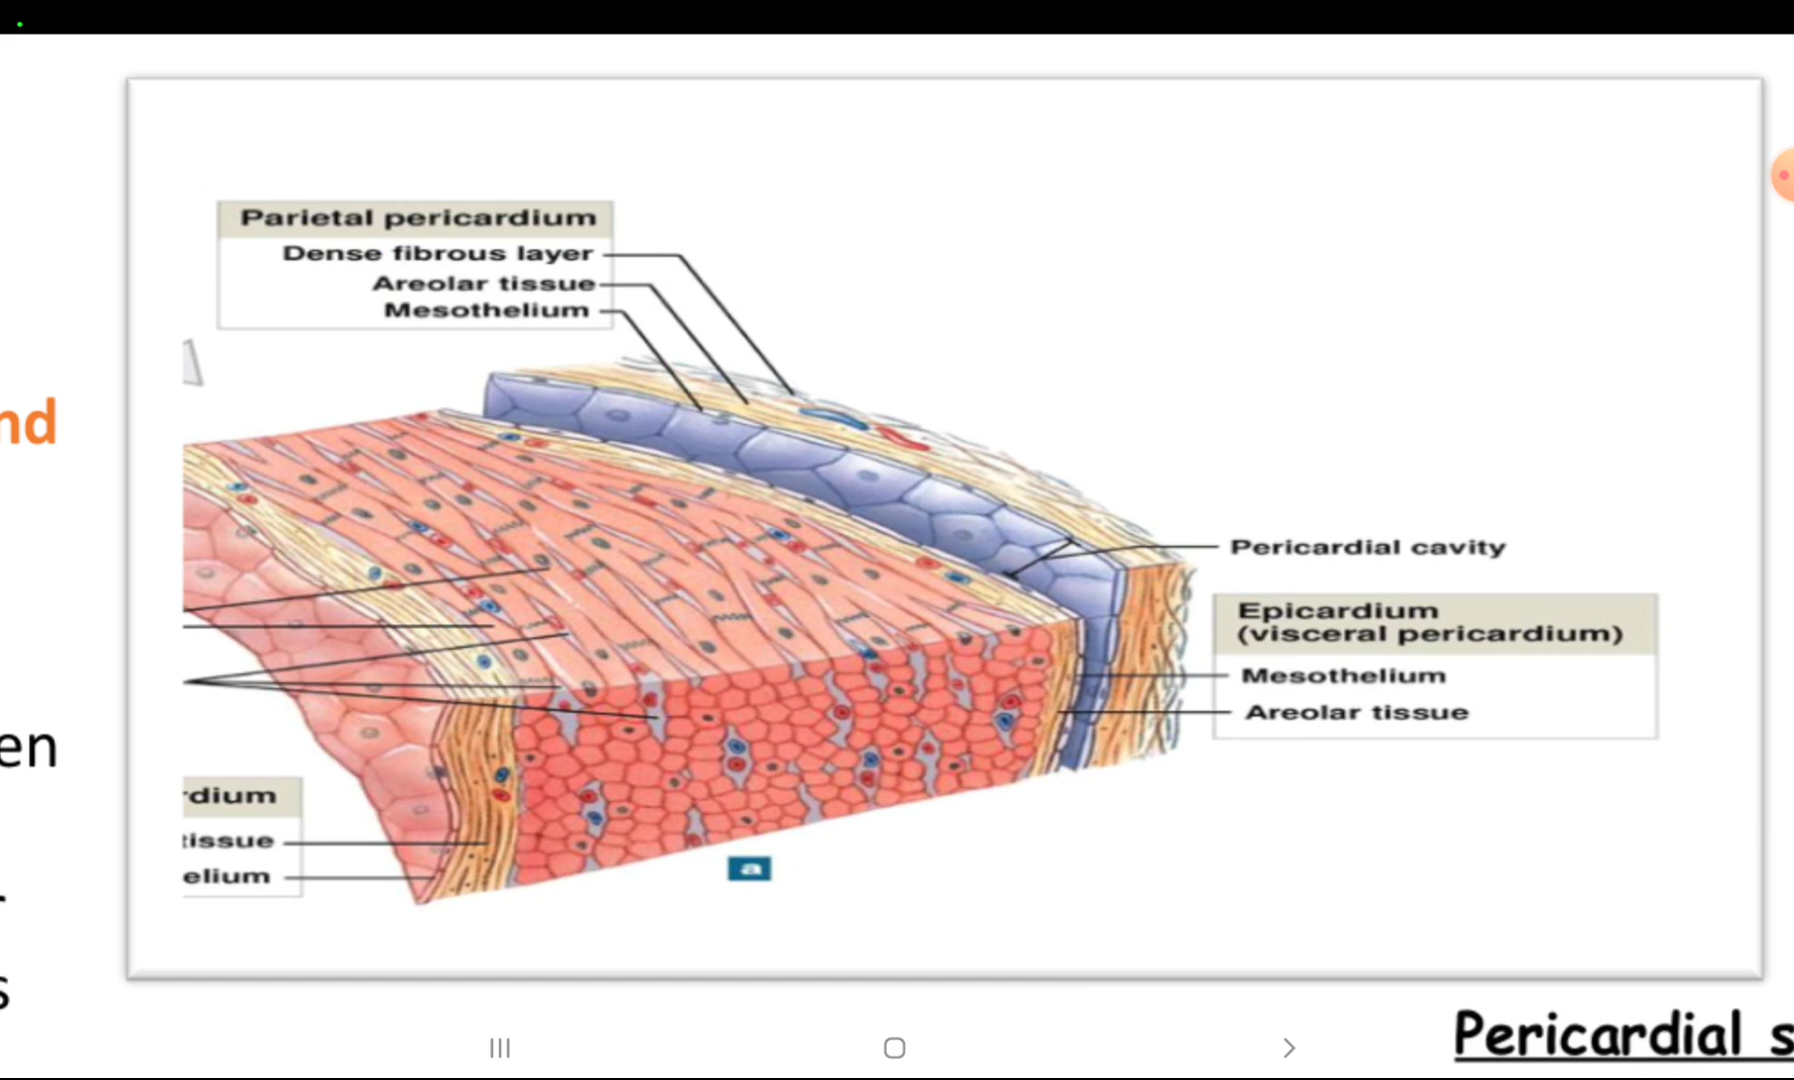 Parietal pericardium
Dense fibrous layer
Areolar tissue
Mesothelium
nd
Pericardial cavity
Epicardium
(visceral pericardium)
Mesothelium
Areolar tissue
en
rdium
tissue
elium
a
s
Pericardial s